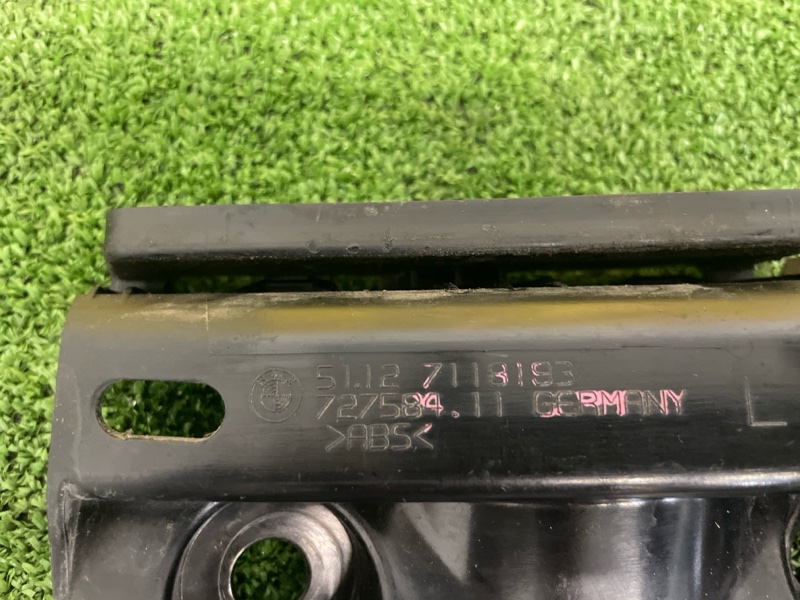 51.12 7118193
727584.11 GERMANY
>ABS<
L